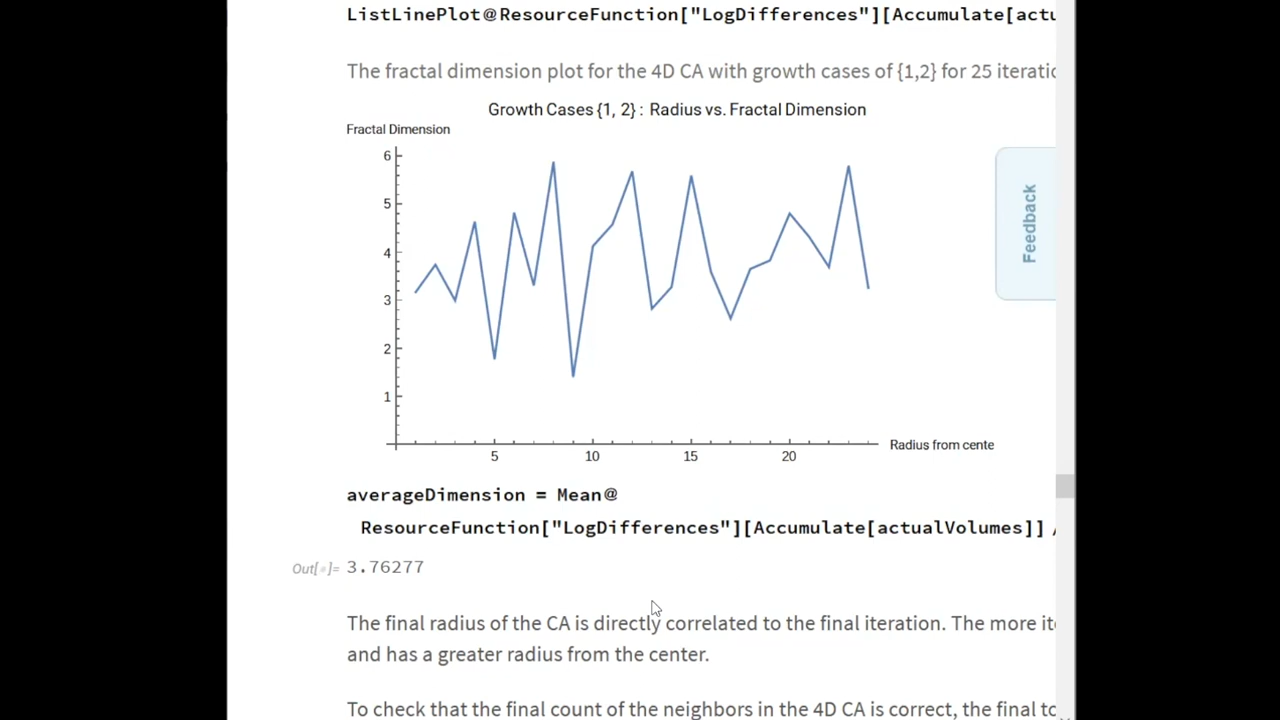 ListLinePlot@ResourceFunction["LogDifferences"][Accumulate[actu
The fractal dimension plot for the 4D CA with growth cases of {1,2} for 25 iteratio
Growth Cases {1, 2} : Radius vs. Fractal Dimension
Fractal Dimension
6
5
4
3
2
1
5 10 15 20
Radius from cente
Feedback
averageDimension = Mean@
ResourceFunction["LogDifferences"][Accumulate[actualVolumes]] /
Out[∘]= 3.76277
The final radius of the CA is directly correlated to the final iteration. The more ite
and has a greater radius from the center.
To check that the final count of the neighbors in the 4D CA is correct, the final to